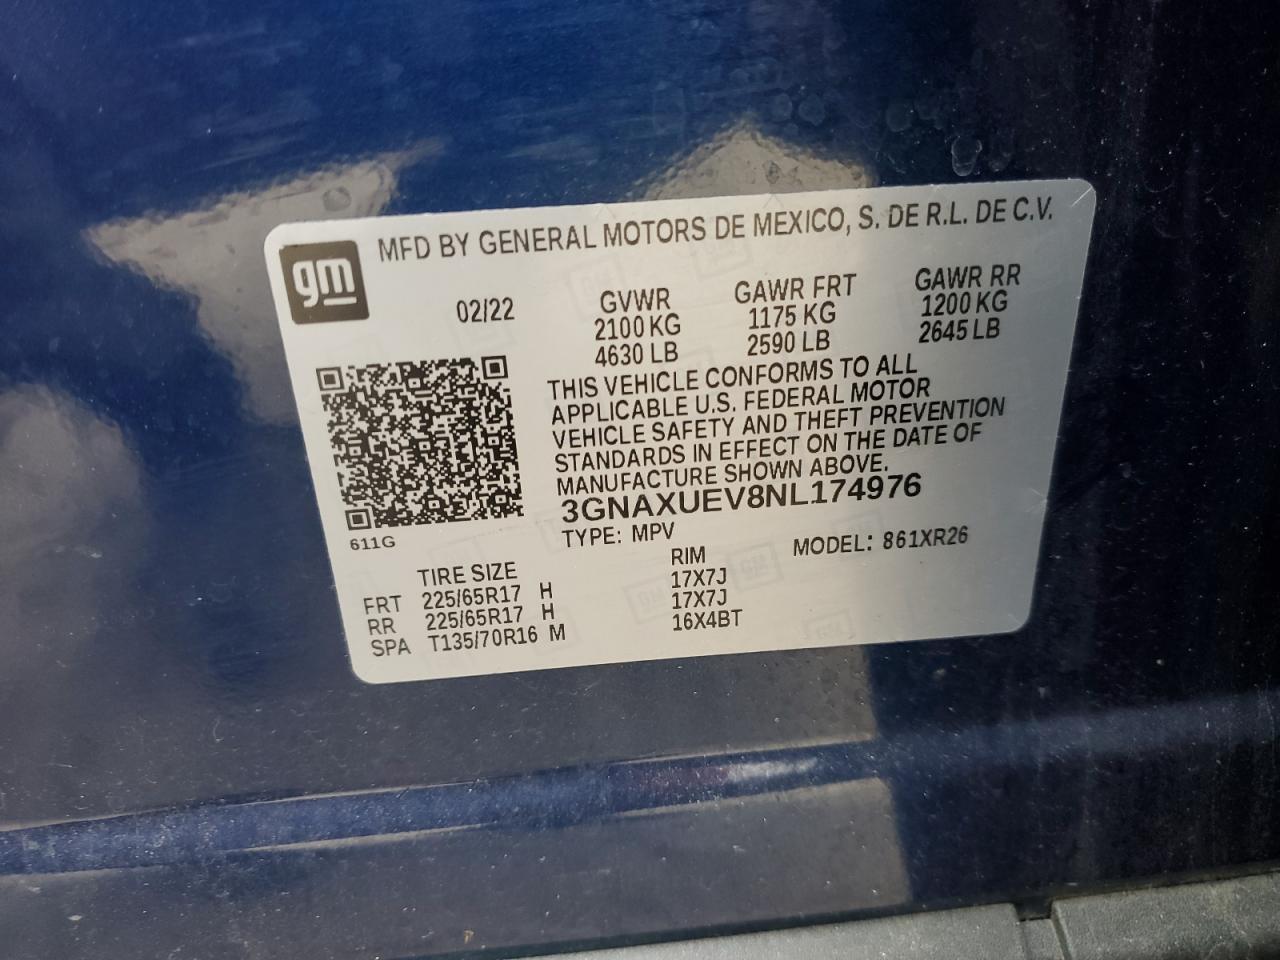 gm
MFD BY GENERAL MOTORS DE MEXICO, S. DE R.L. DE C.V.
02/22 GVWR GAWR FRT GAWR RR
2100 KG 1175 KG 1200 KG
4630 LB 2590 LB 2645 LB
THIS VEHICLE CONFORMS TO ALL
APPLICABLE U.S. FEDERAL MOTOR
VEHICLE SAFETY AND THEFT PREVENTION
STANDARDS IN EFFECT ON THE DATE OF
MANUFACTURE SHOWN ABOVE.
3GNAXUEV8NL174976
611G
TYPE: MPV MODEL: 861XR26
TIRE SIZE RIM
FRT 225/65R17 H 17X7J
RR 225/65R17 H 17X7J
SPA T135/70R16 M 16X4BT